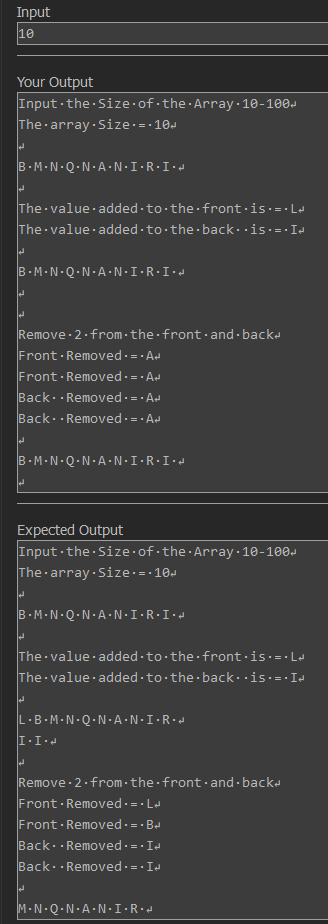 Input
10
Your Output
Input·the·Size·of·the·Array·10-100↵
The·array·Size·=·10↵
↵
B·M·N·Q·N·A·N·I·R·I·↵
↵
The·value·added·to·the·front·is·=·L↵
The·value·added·to·the·back··is·=·I↵
↵
B·M·N·Q·N·A·N·I·R·I·↵
↵
↵
Remove·2·from·the·front·and·back↵
Front·Removed·=·A↵
Front·Removed·=·A↵
Back··Removed·=·A↵
Back··Removed·=·A↵
↵
B·M·N·Q·N·A·N·I·R·I·↵
↵
Expected Output
Input·the·Size·of·the·Array·10-100↵
The·array·Size·=·10↵
↵
B·M·N·Q·N·A·N·I·R·I·↵
↵
The·value·added·to·the·front·is·=·L↵
The·value·added·to·the·back··is·=·I↵
↵
L·B·M·N·Q·N·A·N·I·R·↵
I·I·↵
↵
Remove·2·from·the·front·and·back↵
Front·Removed·=·L↵
Front·Removed·=·B↵
Back··Removed·=·I↵
Back··Removed·=·I↵
↵
M·N·Q·N·A·N·I·R·↵